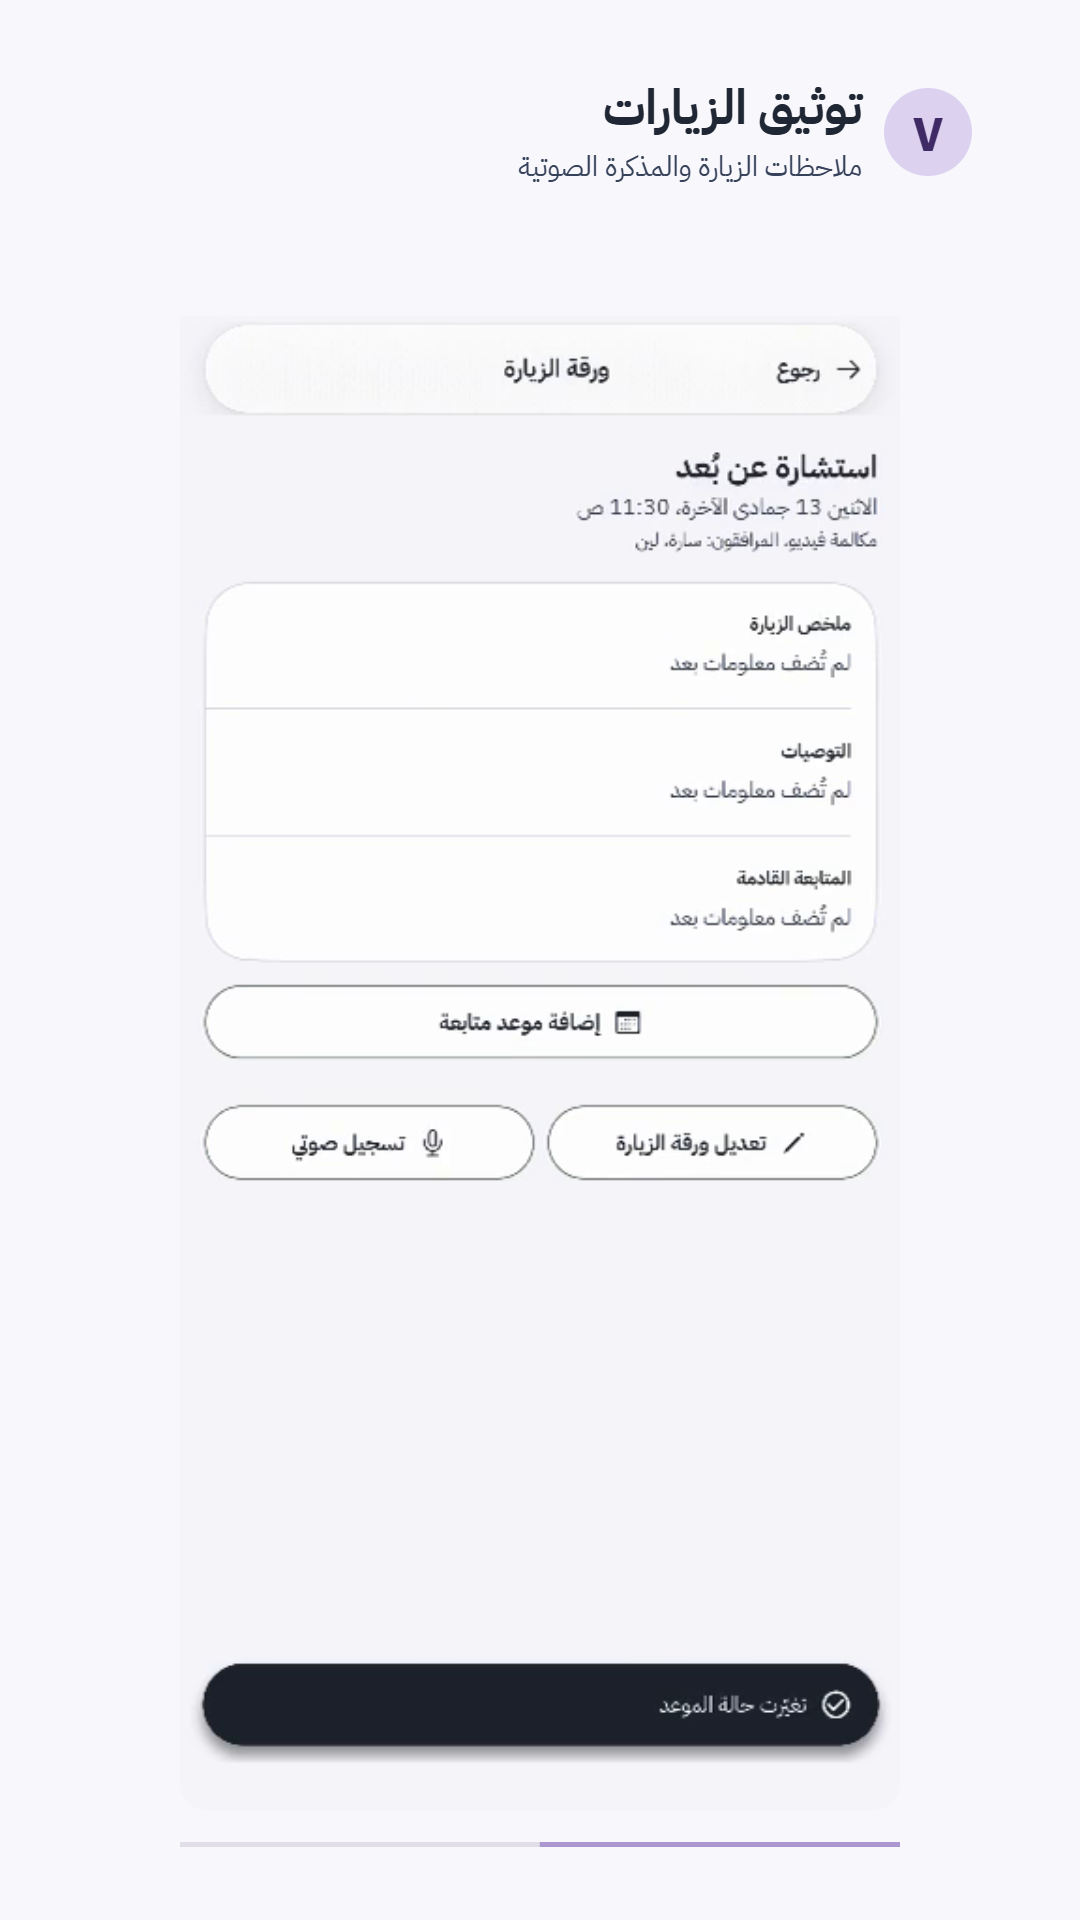 ٧
توثيق الزيارات
ملاحظات الزيارة والمذكرة الصوتية
رجوع
ورقة الزيارة
استشارة عن بُعد
الاثنين 13 جمادى الآخرة، 11:30 ص
مكالمة فيديو. المرافقون: سارة، لين
ملخص الزيارة
لم تُضف معلومات بعد
التوصيات
لم تُضف معلومات بعد
المتابعة القادمة
لم تُضف معلومات بعد
إضافة موعد متابعة
تعديل ورقة الزيارة
تسجيل صوتي
تغيّرت حالة الموعد